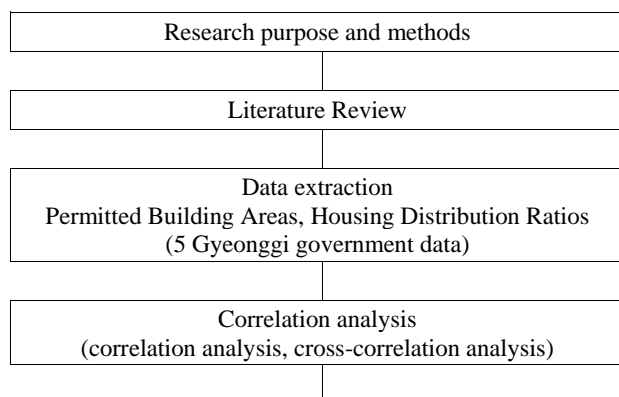 Research purpose and methods
Literature Review
Data extraction
Permitted Building Areas, Housing Distribution Ratios
(5 Gyeonggi government data)
Correlation analysis
(correlation analysis, cross-correlation analysis)